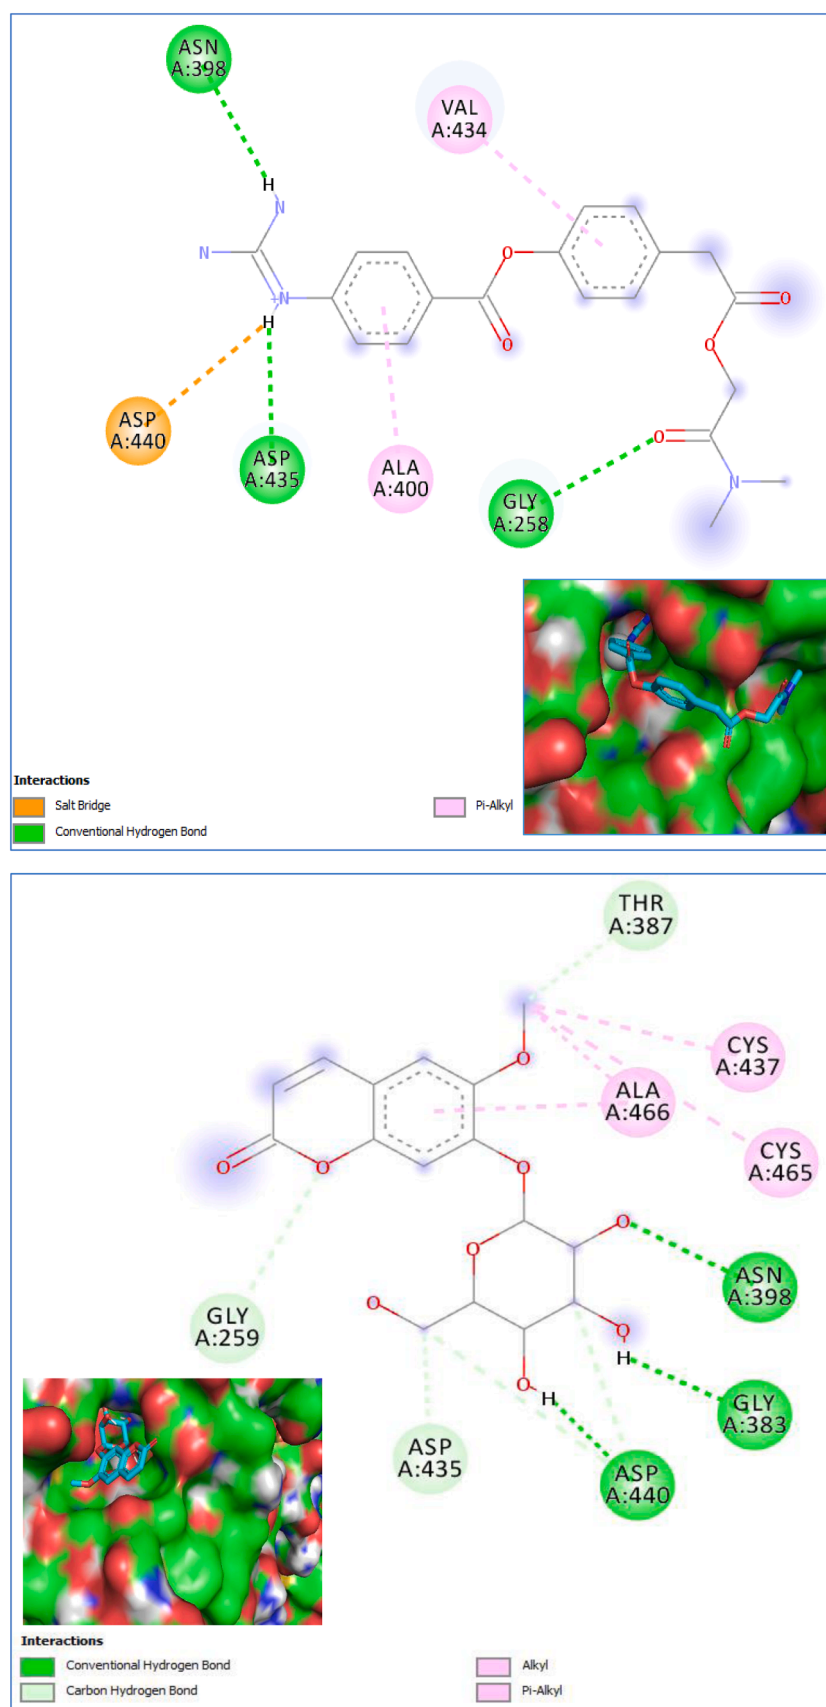 ASN
A:398
VAL
A:434
H
N
N
+N
H
O
O
O
O
O
N
ASP
A:440
ASP
A:435
ALA
A:400
GLY
A:258
Interactions
Salt Bridge
Pi-Alkyl
Conventional Hydrogen Bond
THR
A:387
CYS
A:437
ALA
A:466
CYS
A:465
O
O
O
O
O
O
O
O
O
H
H
ASN
A:398
GLY
A:259
GLY
A:383
ASP
A:435
ASP
A:440
Interactions
Conventional Hydrogen Bond
Alkyl
Carbon Hydrogen Bond
Pi-Alkyl